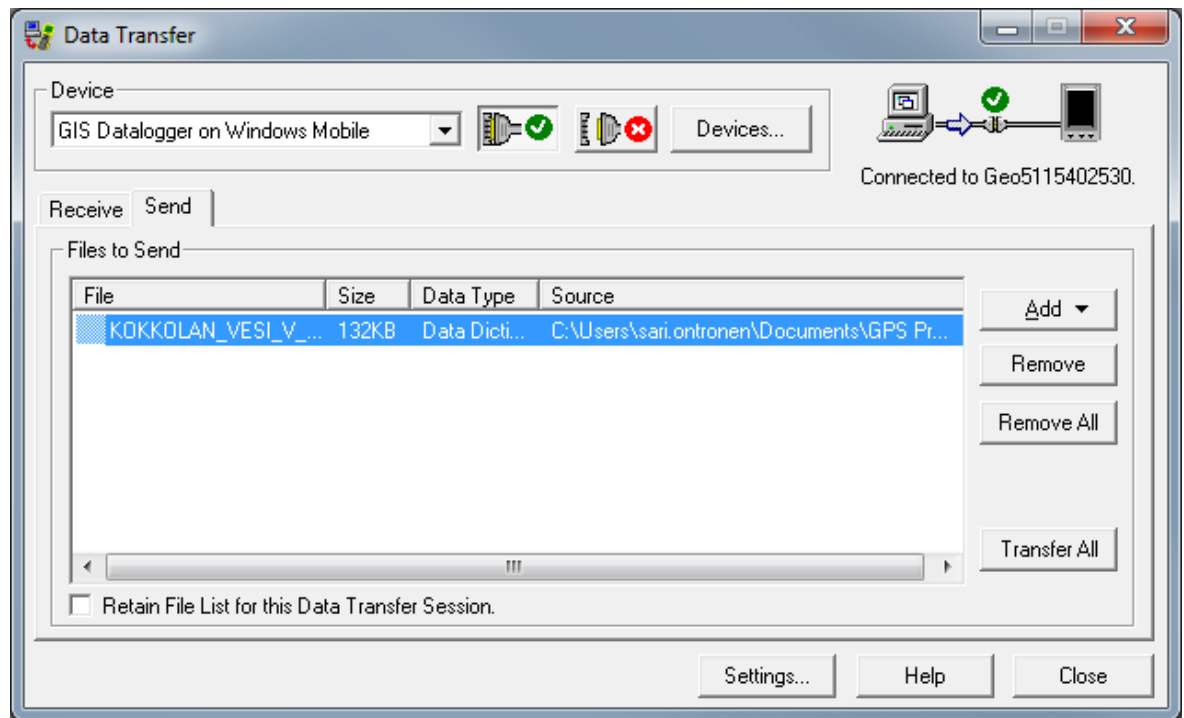 Data Transfer
Device
GIS Datalogger on Windows Mobile
Devices...
Connected to Geo5115402530.
Receive Send
Files to Send
File Size Data Type Source
KOKKOLAN_VESI_V_... 132KB Data Dicti... C:\Users\sari.ontronen\Documents\GPS Pr...
Add
Remove
Remove All
Transfer All
Retain File List for this Data Transfer Session.
Settings... Help Close